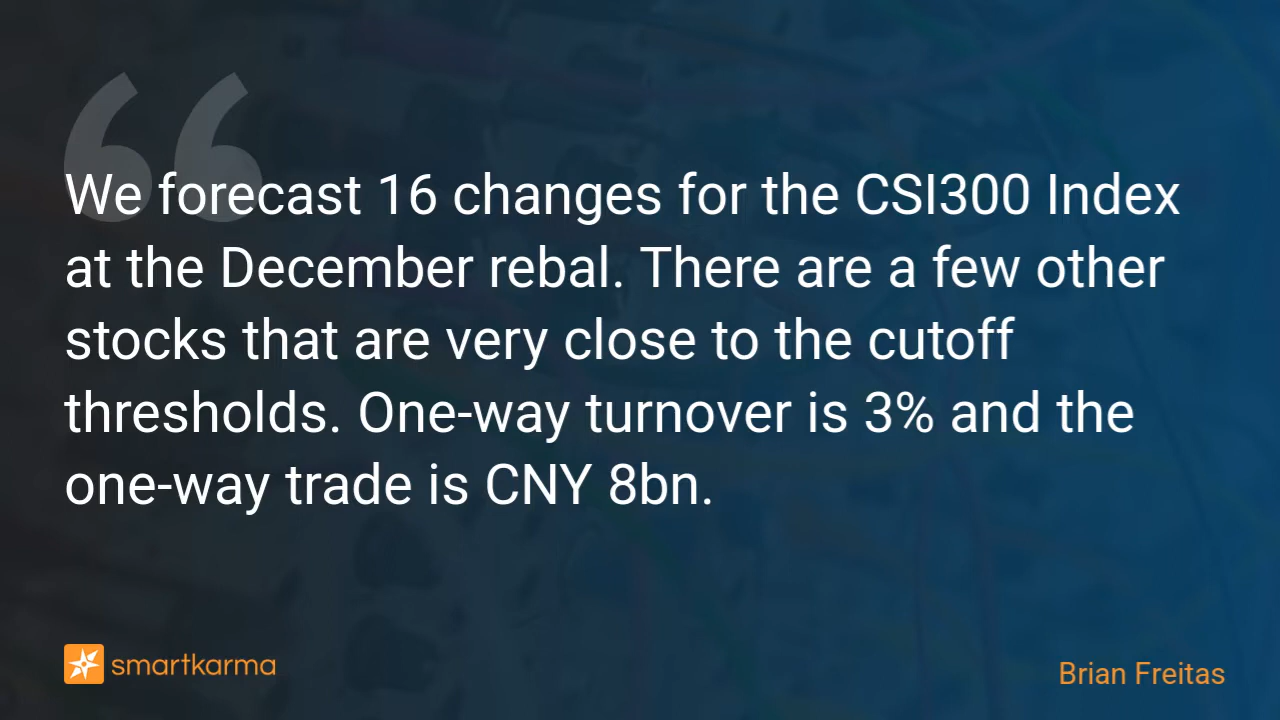 We forecast 16 changes for the CSI300 Index
at the December rebal. There are a few other
stocks that are very close to the cutoff
thresholds. One-way turnover is 3% and the
one-way trade is CNY 8bn.
smartkarma
Brian Freitas